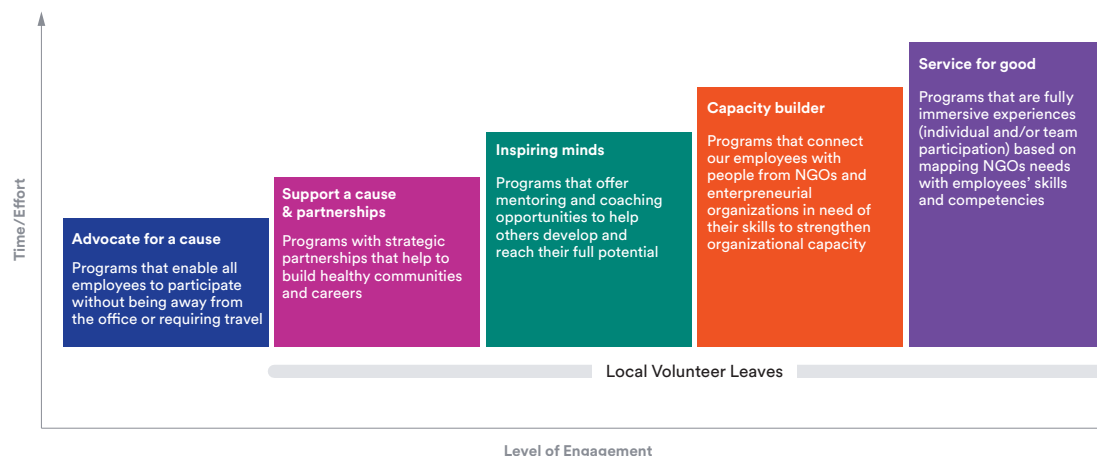 Time/Effort
Advocate for a cause
Programs that enable all
employees to participate
without being away from
the office or requiring travel
Support a cause
& partnerships
Programs with strategic
partnerships that help to
build healthy communities
and careers
Inspiring minds
Programs that offer
mentoring and coaching
opportunities to help
others develop and
reach their full potential
Capacity builder
Programs that connect
our employees with
people from NGOs and
enterpreneurial
organizations in need of
their skills to strengthen
organizational capacity
Service for good
Programs that are fully
immersive experiences
(individual and/or team
participation) based on
mapping NGOs needs
with employees’ skills
and competencies
Local Volunteer Leaves
Level of Engagement